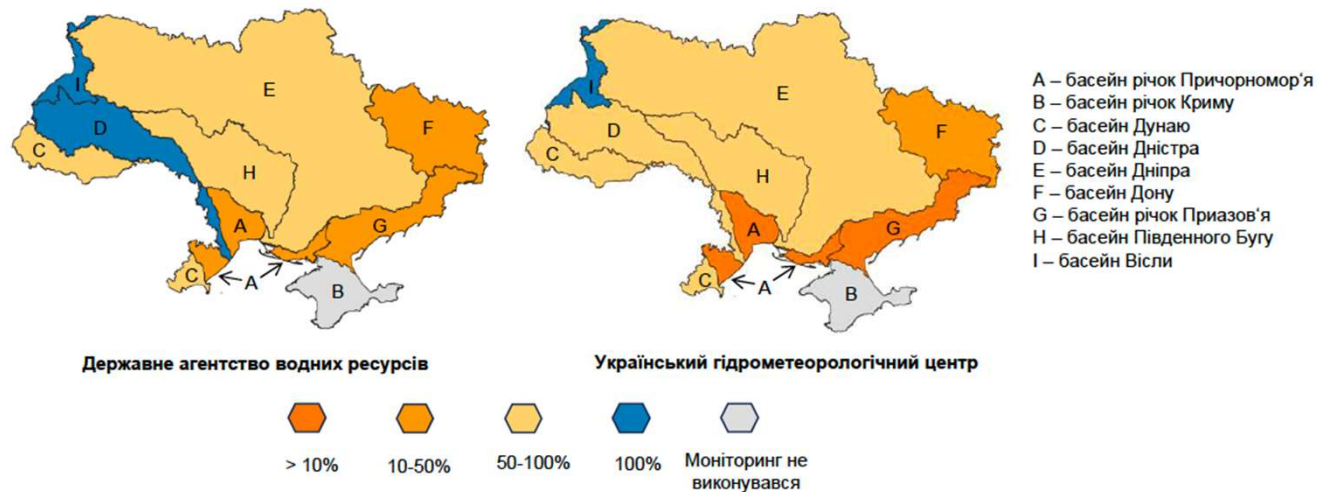 I
E
D
F
C
H
A
G
C
A
B
I
E
D
F
C
H
A
G
C
A
B
A – басейн річок Причорномор'я
B – басейн річок Криму
C – басейн Дунаю
D – басейн Дністра
E – басейн Дніпра
F – басейн Дону
G – басейн річок Приазов'я
H – басейн Південного Бугу
I – басейн Вісли
Державне агентство водних ресурсів
Український гідрометеорологічний центр
> 10%
10-50%
50-100%
100%
Моніторинг не
виконувався